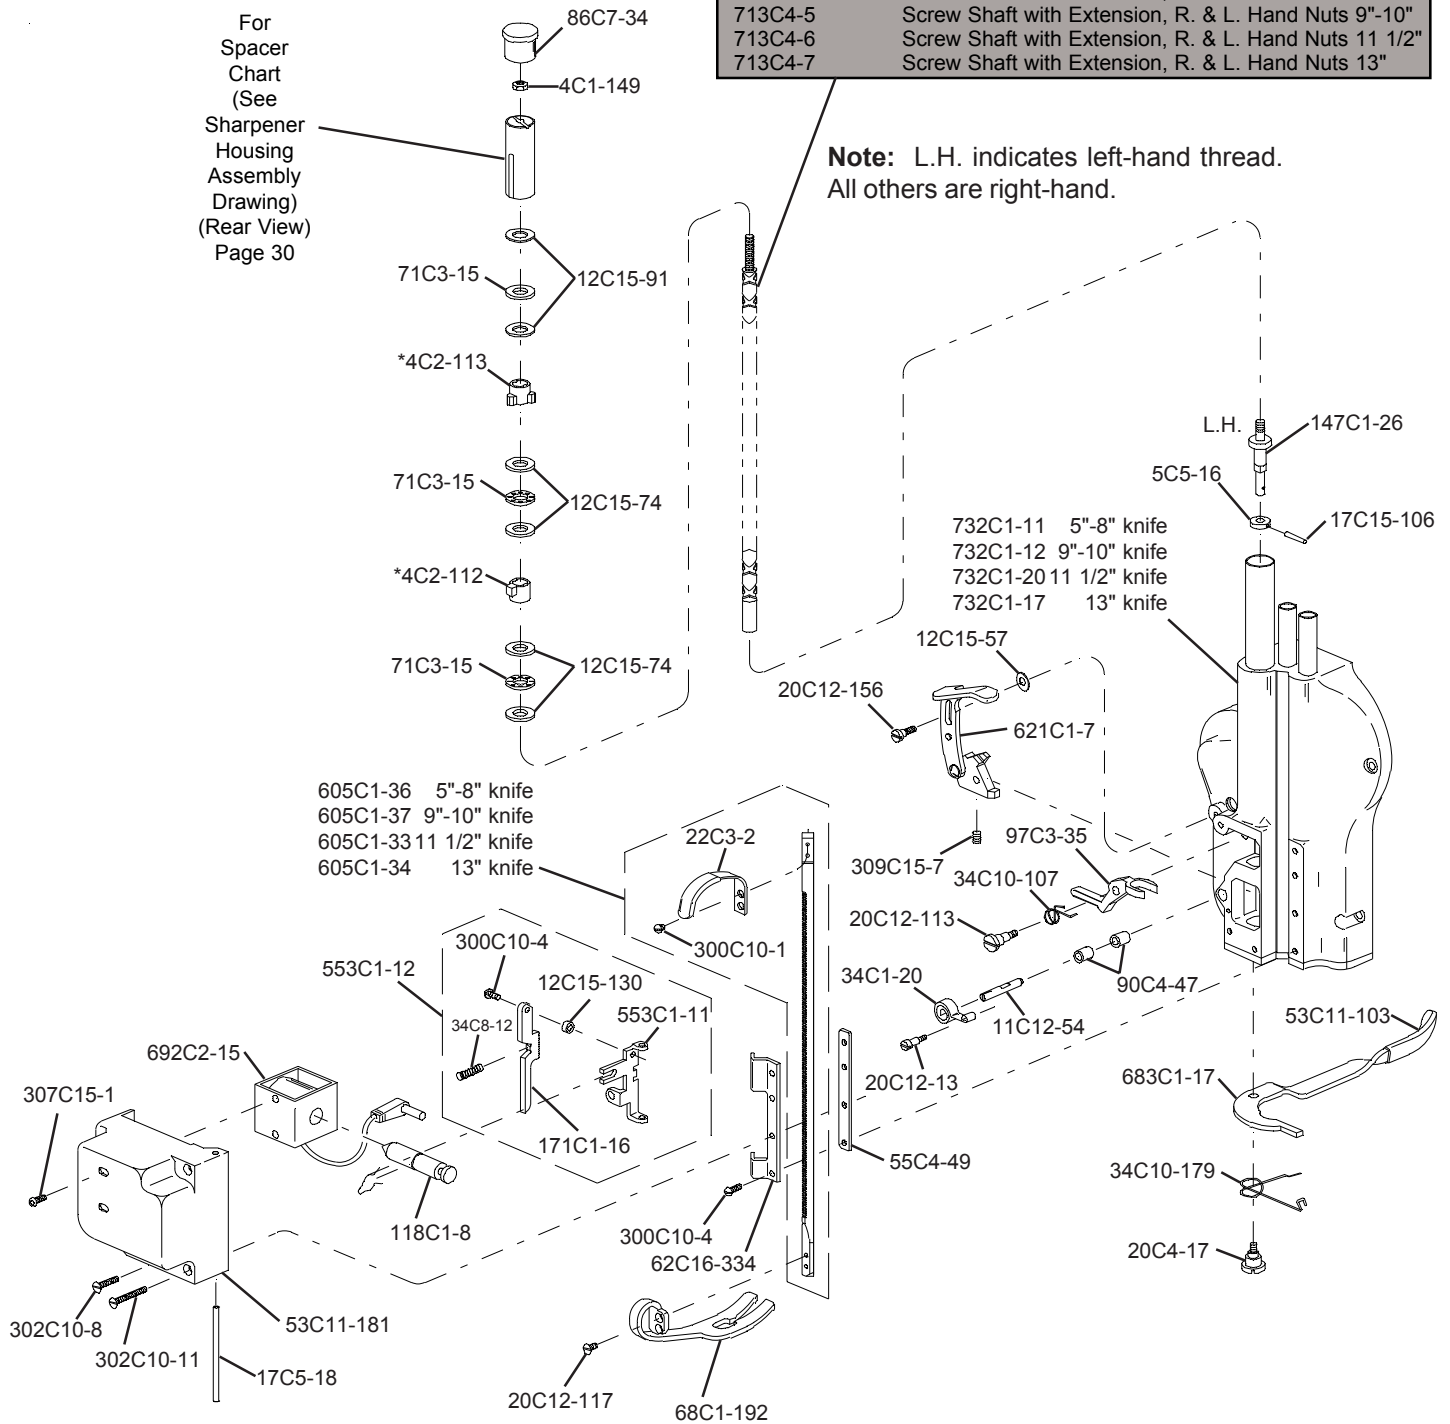 For
Spacer
Chart
(See
Sharpener
Housing
Assembly
Drawing)
(Rear View)
Page 30
86C7-34
4C1-149
713C4-5 Screw Shaft with Extension, R. & L. Hand Nuts 9"-10"
713C4-6 Screw Shaft with Extension, R. & L. Hand Nuts 11 1/2"
713C4-7 Screw Shaft with Extension, R. & L. Hand Nuts 13"
Note: L.H. indicates left-hand thread.
All others are right-hand.
71C3-15
12C15-91
*4C2-113
71C3-15
12C15-74
*4C2-112
71C3-15
12C15-74
L.H.
147C1-26
5C5-16
17C15-106
732C1-11 5"-8" knife
732C1-12 9"-10" knife
732C1-20 11 1/2" knife
732C1-17 13" knife
12C15-57
20C12-156
621C1-7
309C15-7
97C3-35
34C10-107
20C12-113
90C4-47
34C1-20
11C12-54
20C12-13
605C1-36 5"-8" knife
605C1-37 9"-10" knife
605C1-33 11 1/2" knife
605C1-34 13" knife
22C3-2
300C10-1
300C10-4
553C1-12
12C15-130
34C8-12
553C1-11
171C1-16
692C2-15
307C15-1
118C1-8
300C10-4
62C16-334
55C4-49
53C11-103
683C1-17
34C10-179
20C4-17
302C10-8
302C10-11
53C11-181
17C5-18
20C12-117
68C1-192